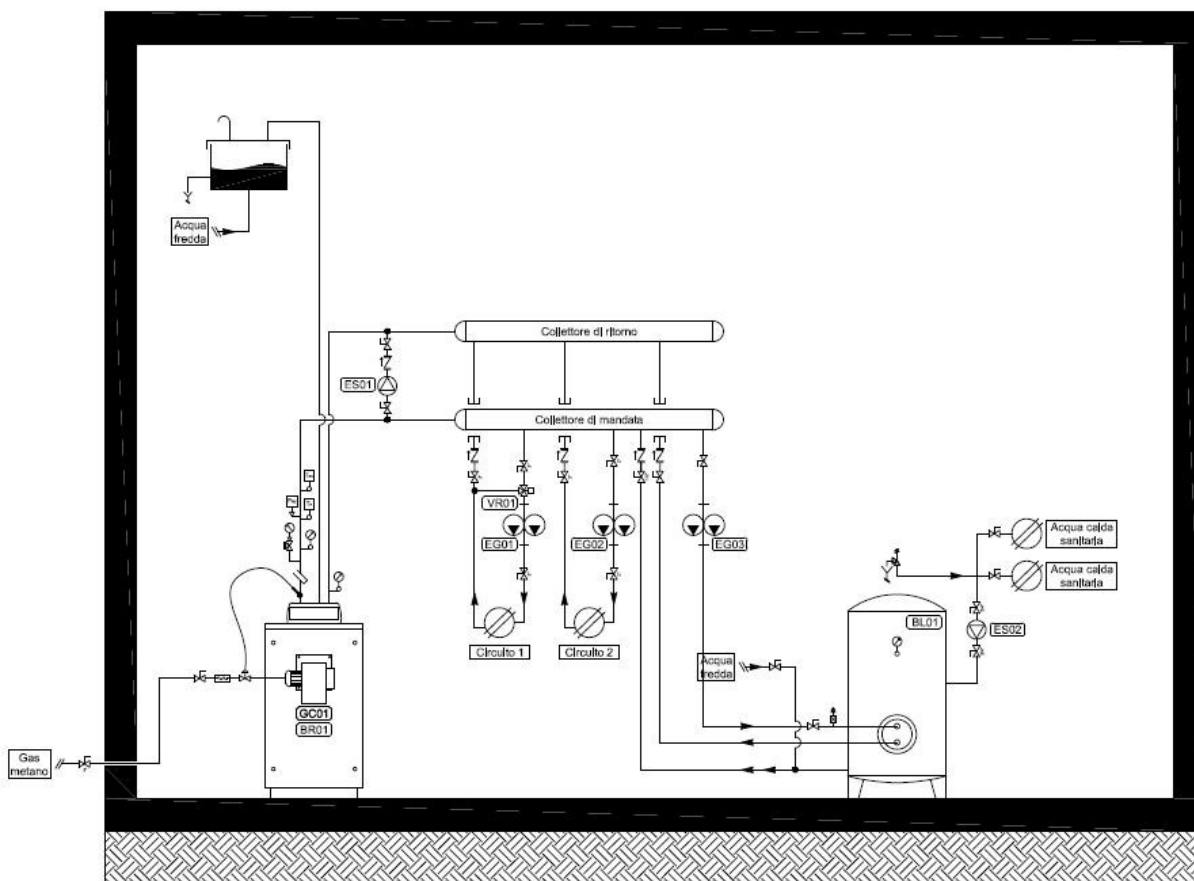 Acqua
fredda
Collettore di ritorno
ES01
Collettore di mandata
VR01
EG01
EG02
EG03
Acqua calda
sanitaria
Acqua calda
sanitaria
BL01
ES02
Circuito 1
Circuito 2
Acqua
fredda
GC01
BR01
Gas
metano